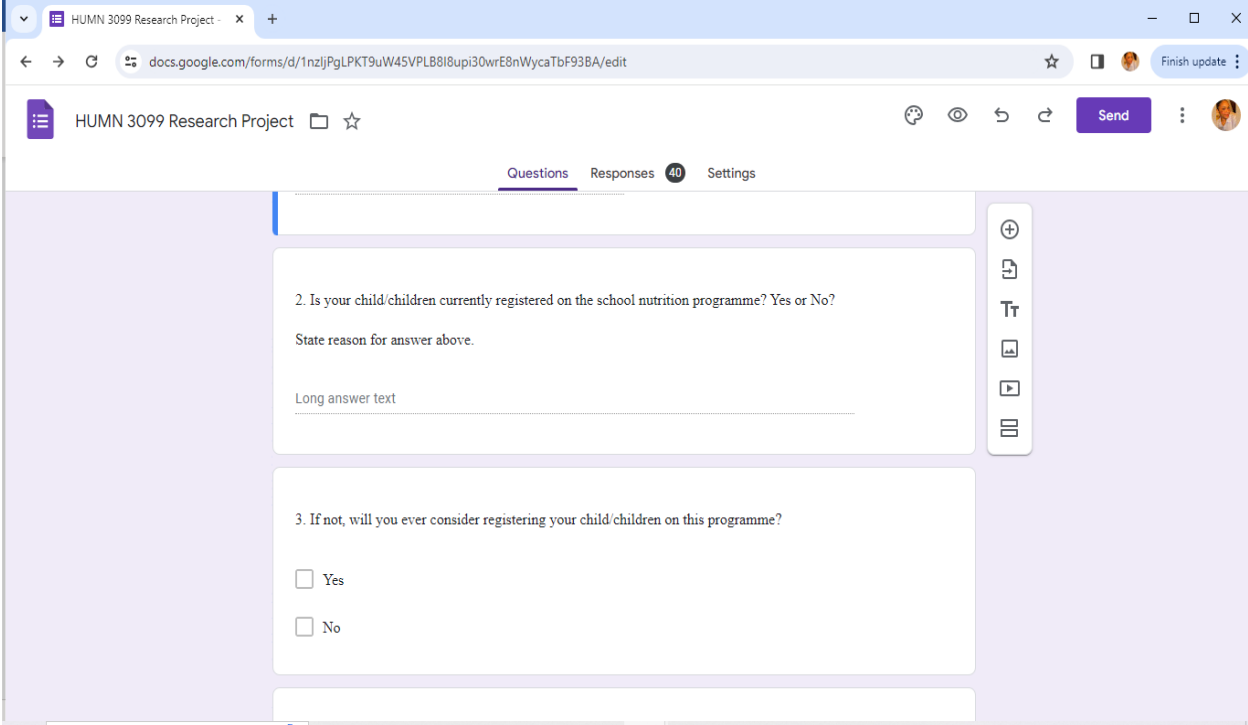 HUMN 3099 Research Project -
docs.google.com/forms/d/1nzIjPgLPKT9uW45VPLB8I8upi30wrE8nWycaTbF93BA/edit
Finish update
HUMN 3099 Research Project
Send
Questions
Responses 40
Settings
2. Is your child/children currently registered on the school nutrition programme? Yes or No?
State reason for answer above.
Long answer text
3. If not, will you ever consider registering your child/children on this programme?
Yes
No